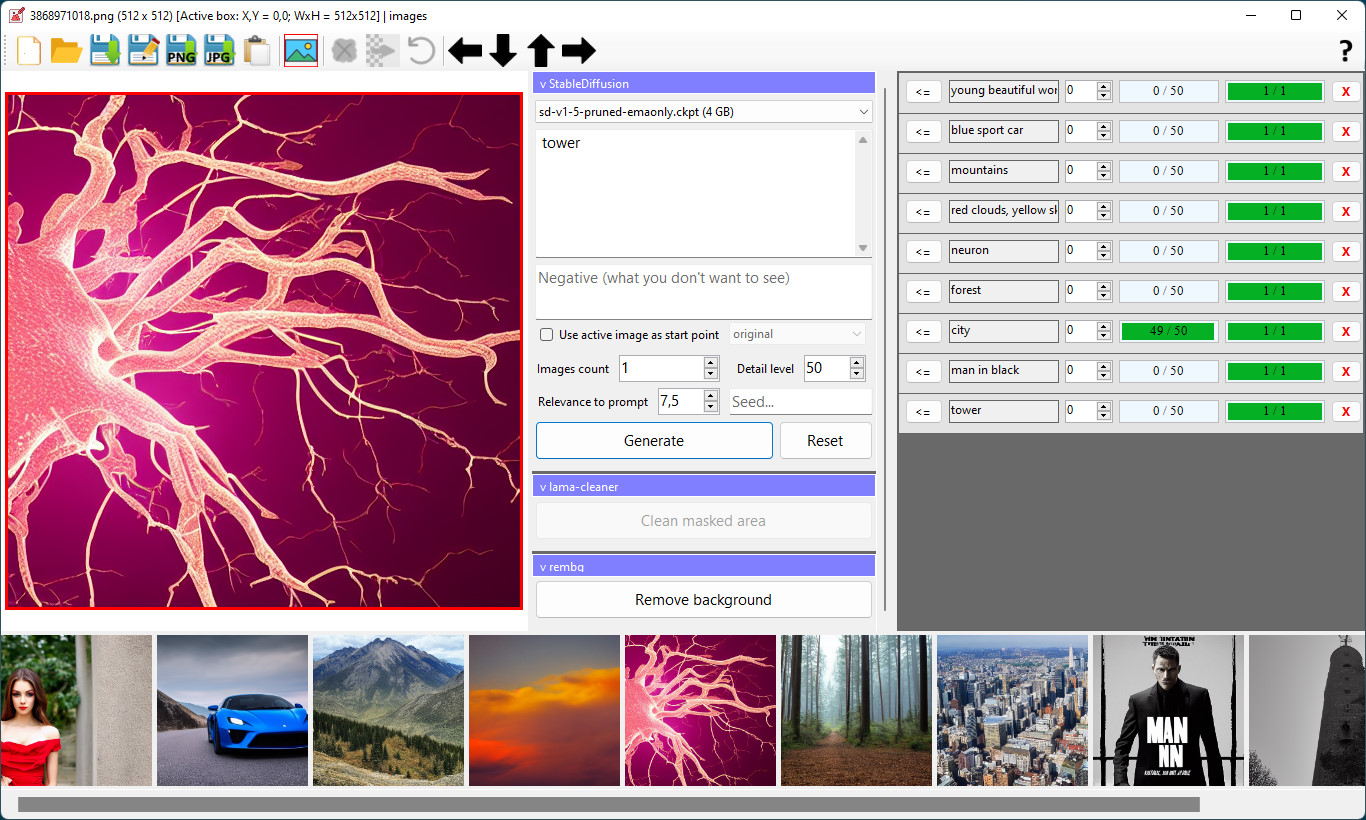 3868971018.png (512 x 512) [Active box: X,Y = 0,0; WxH = 512x512] | images
PNG
JPG
?
v StableDiffusion
sd-v1-5-pruned-emaonly.ckpt (4 GB)
tower
Negative (what you don't want to see)
Use active image as start point original
Images count 1 Detail level 50
Relevance to prompt 7,5 Seed...
Generate Reset
v lama-cleaner
Clean masked area
v rembg
Remove background
<= young beautiful wor 0 0 / 50 1 / 1 X
<= blue sport car 0 0 / 50 1 / 1 X
<= mountains 0 0 / 50 1 / 1 X
<= red clouds, yellow sk 0 0 / 50 1 / 1 X
<= neuron 0 0 / 50 1 / 1 X
<= forest 0 0 / 50 1 / 1 X
<= city 0 49 / 50 1 / 1 X
<= man in black 0 0 / 50 1 / 1 X
<= tower 0 0 / 50 1 / 1 X
MAN
NN